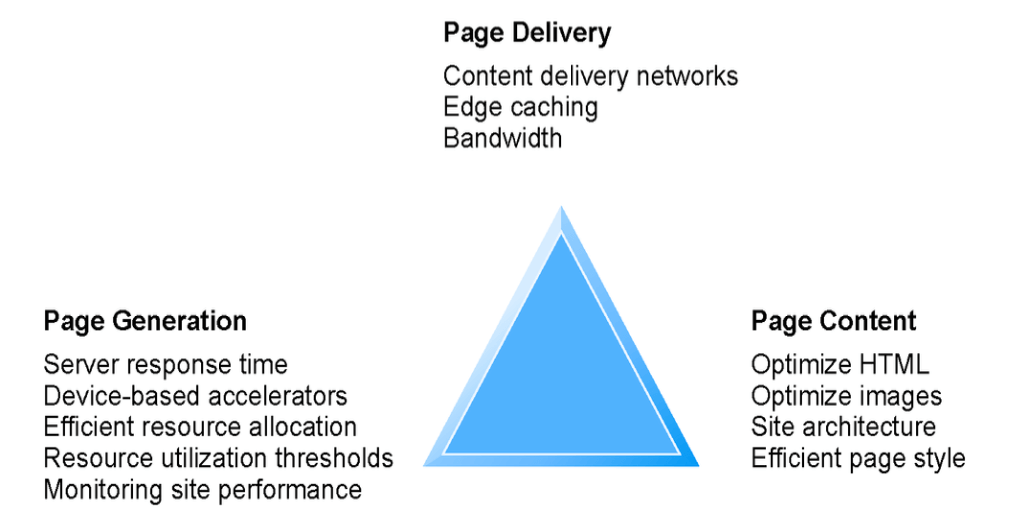 Page Delivery
Content delivery networks
Edge caching
Bandwidth
Page Generation
Server response time
Device-based accelerators
Efficient resource allocation
Resource utilization thresholds
Monitoring site performance
Page Content
Optimize HTML
Optimize images
Site architecture
Efficient page style